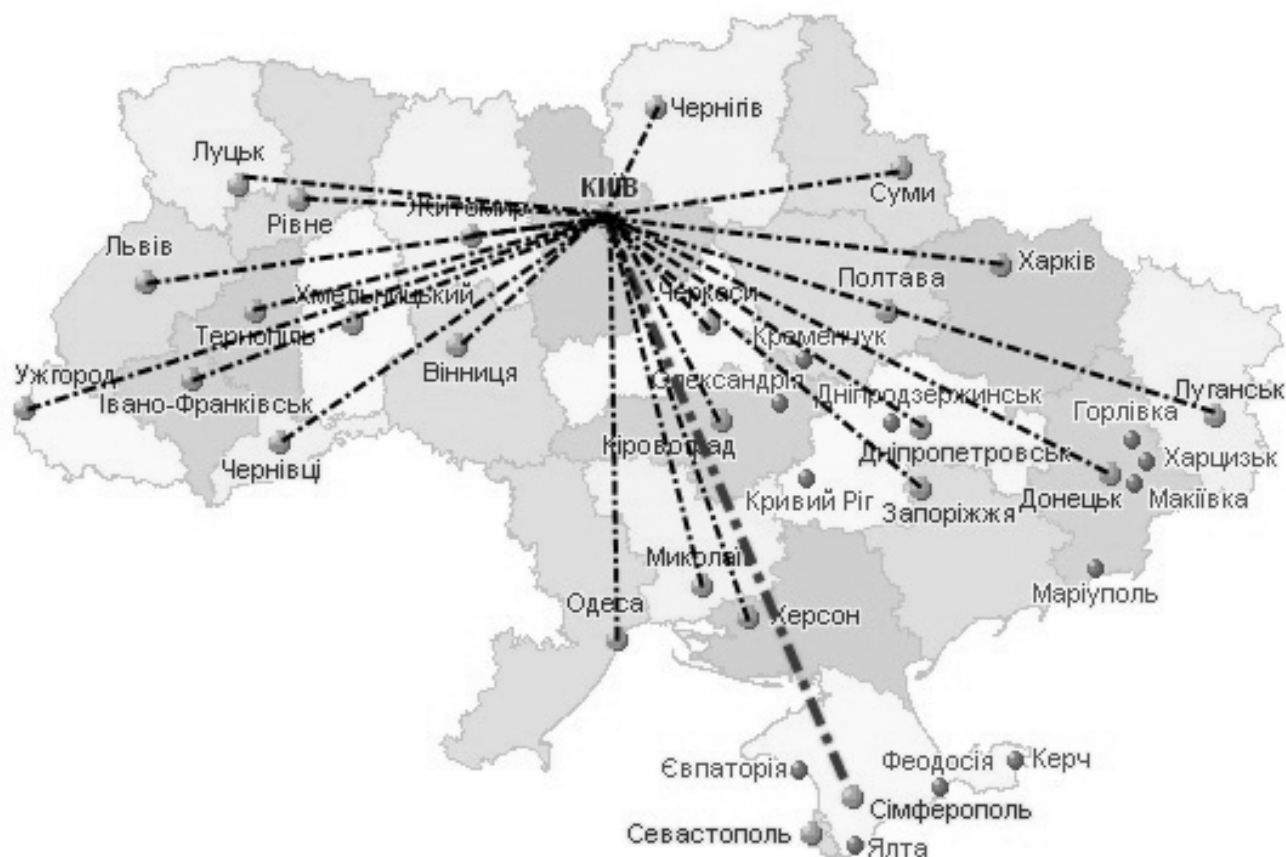 Чернігів
Луцьк
КИЇВ
Суми
Рівне
Житомир
Львів
Харків
Полтава
Хмельницький
Черкаси
Тернопіль
Кременчук
Вінниця
Ужгород
Олександрія
Івано-Франківськ
Дніпродзержинськ
Луганськ
Горлівка
Кіровоград
Чернівці
Дніпропетровськ
Харцизьк
Кривий Ріг
Донецьк
Макіївка
Запоріжжя
Миколаїв
Маріуполь
Одеса
Херсон
Євпаторія
Феодосія
Керч
Сімферополь
Севастополь
Ялта